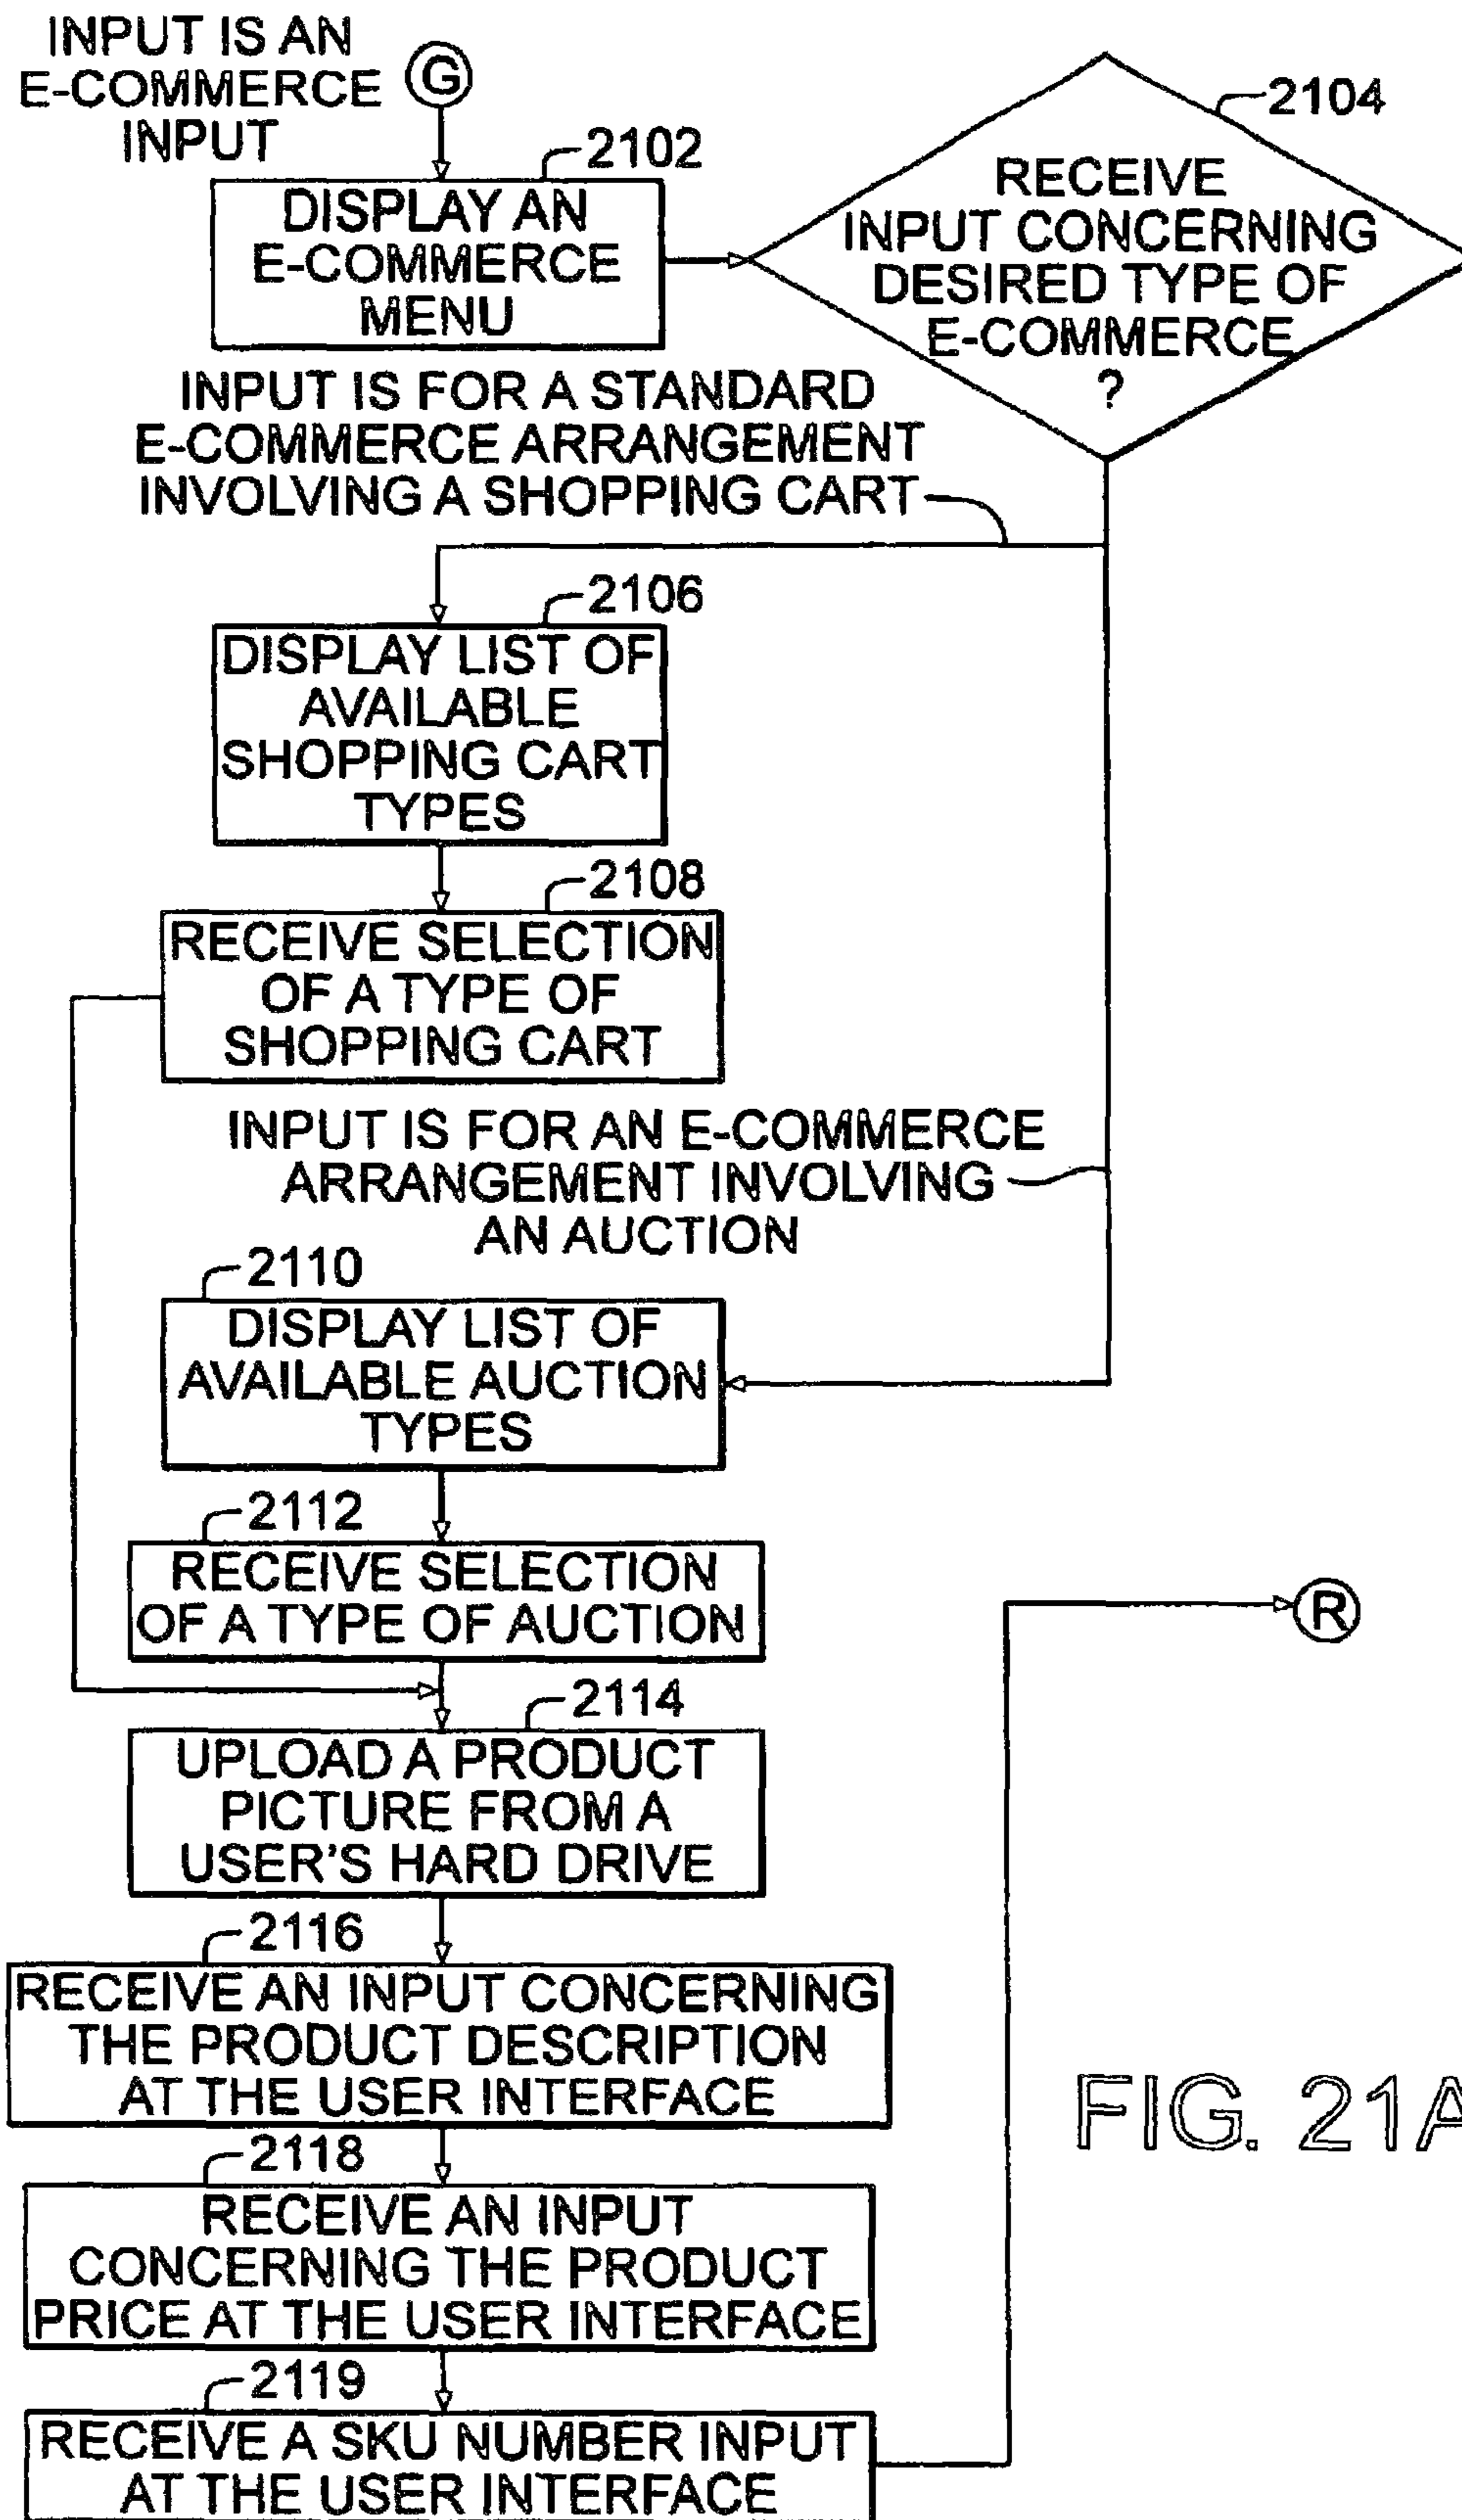 INPUT IS AN
E-COMMERCE
INPUT
G
2102
DISPLAY AN
E-COMMERCE
MENU
2104
RECEIVE
INPUT CONCERNING
DESIRED TYPE OF
E-COMMERCE
?
INPUT IS FOR A STANDARD
E-COMMERCE ARRANGEMENT
INVOLVING A SHOPPING CART
2106
DISPLAY LIST OF
AVAILABLE
SHOPPING CART
TYPES
2108
RECEIVE SELECTION
OF A TYPE OF
SHOPPING CART
INPUT IS FOR AN E-COMMERCE
ARRANGEMENT INVOLVING
AN AUCTION
2110
DISPLAY LIST OF
AVAILABLE AUCTION
TYPES
2112
RECEIVE SELECTION
OF A TYPE OF AUCTION
R
2114
UPLOAD A PRODUCT
PICTURE FROM A
USER'S HARD DRIVE
2116
RECEIVE AN INPUT CONCERNING
THE PRODUCT DESCRIPTION
AT THE USER INTERFACE
FIG. 21A
2118
RECEIVE AN INPUT
CONCERNING THE PRODUCT
PRICE AT THE USER INTERFACE
2119
RECEIVE A SKU NUMBER INPUT
AT THE USER INTERFACE